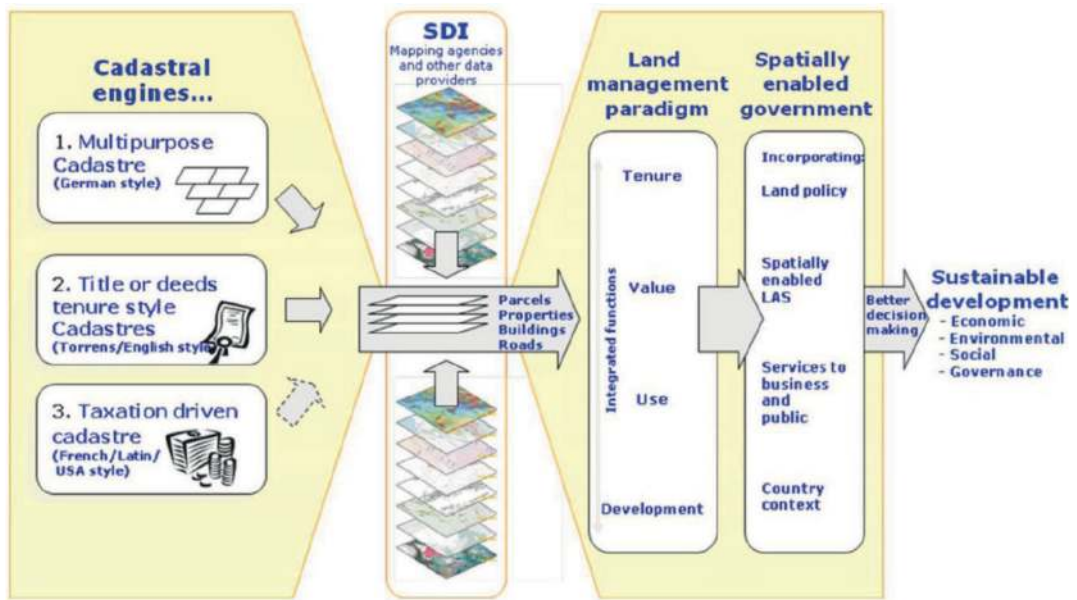 Cadastral
engines...
1. Multipurpose
Cadastre
(German style)
2. Title or deeds
tenure style
Cadastres
(Torrens/English style)
3. Taxation driven
cadastre
(French/Latin/
USA style)
SDI
Mapping agencies
and other data
providers
Parcels
Properties
Buildings
Roads
Land
management
paradigm
Integrated functions
Tenure
Value
Use
Development
Spatially
enabled
government
Incorporating:
Land policy
Spatially
enabled
LAS
Services to
business
and
public
Country
context
Better
decision
making
Sustainable
development
- Economic
- Environmental
- Social
- Governance